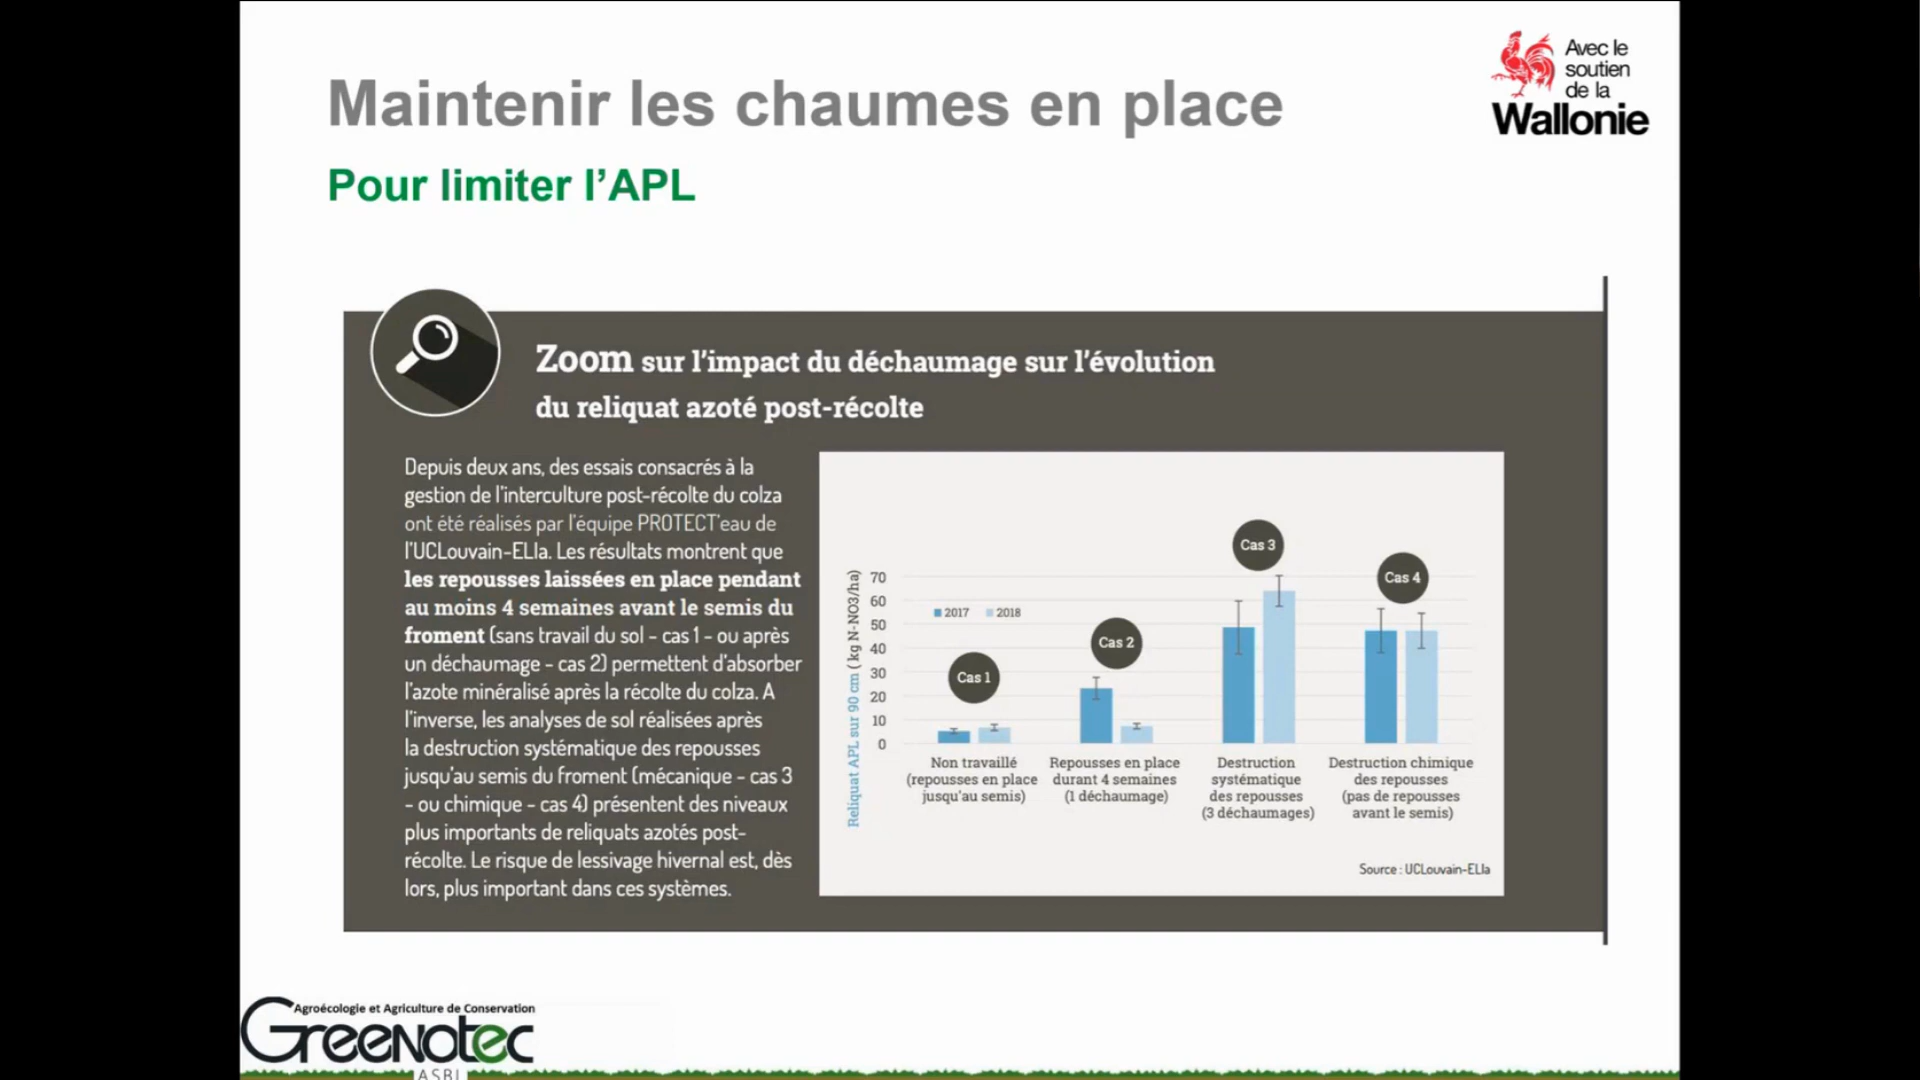 Maintenir les chaumes en place
Pour limiter l'APL
Avec le
soutien
de la
Wallonie
Zoom sur l'impact du déchaumage sur l'évolution
du reliquat azoté post-récolte
Depuis deux ans, des essais consacrés à la
gestion de l'interculture post-récolte du colza
ont été réalisés par l'équipe PROTECT'eau de
l'UCLouvain-ELIa. Les résultats montrent que
les repousses laissées en place pendant
au moins 4 semaines avant le semis du
froment (sans travail du sol - cas 1 - ou après
un déchaumage - cas 2) permettent d'absorber
l'azote minéralisé après la récolte du colza. A
l'inverse, les analyses de sol réalisées après
la destruction systématique des repousses
jusqu'au semis du froment (mécanique - cas 3
- ou chimique - cas 4) présentent des niveaux
plus importants de reliquats azotés post-
récolte. Le risque de lessivage hivernal est, dès
lors, plus important dans ces systèmes.
Reliquat APL sur 90 cm ( kg N-NO3/ha)
70
60
50
40
30
20
10
0
2017 2018
Cas 1
Cas 2
Cas 3
Cas 4
Non travaillé
(repousses en place
jusqu'au semis)
Repousses en place
durant 4 semaines
(1 déchaumage)
Destruction
systématique
des repousses
(3 déchaumages)
Destruction chimique
des repousses
(pas de repousses
avant le semis)
Source : UCLouvain-ELIa
Agroécologie et Agriculture de Conservation
Greenotec
ASBL